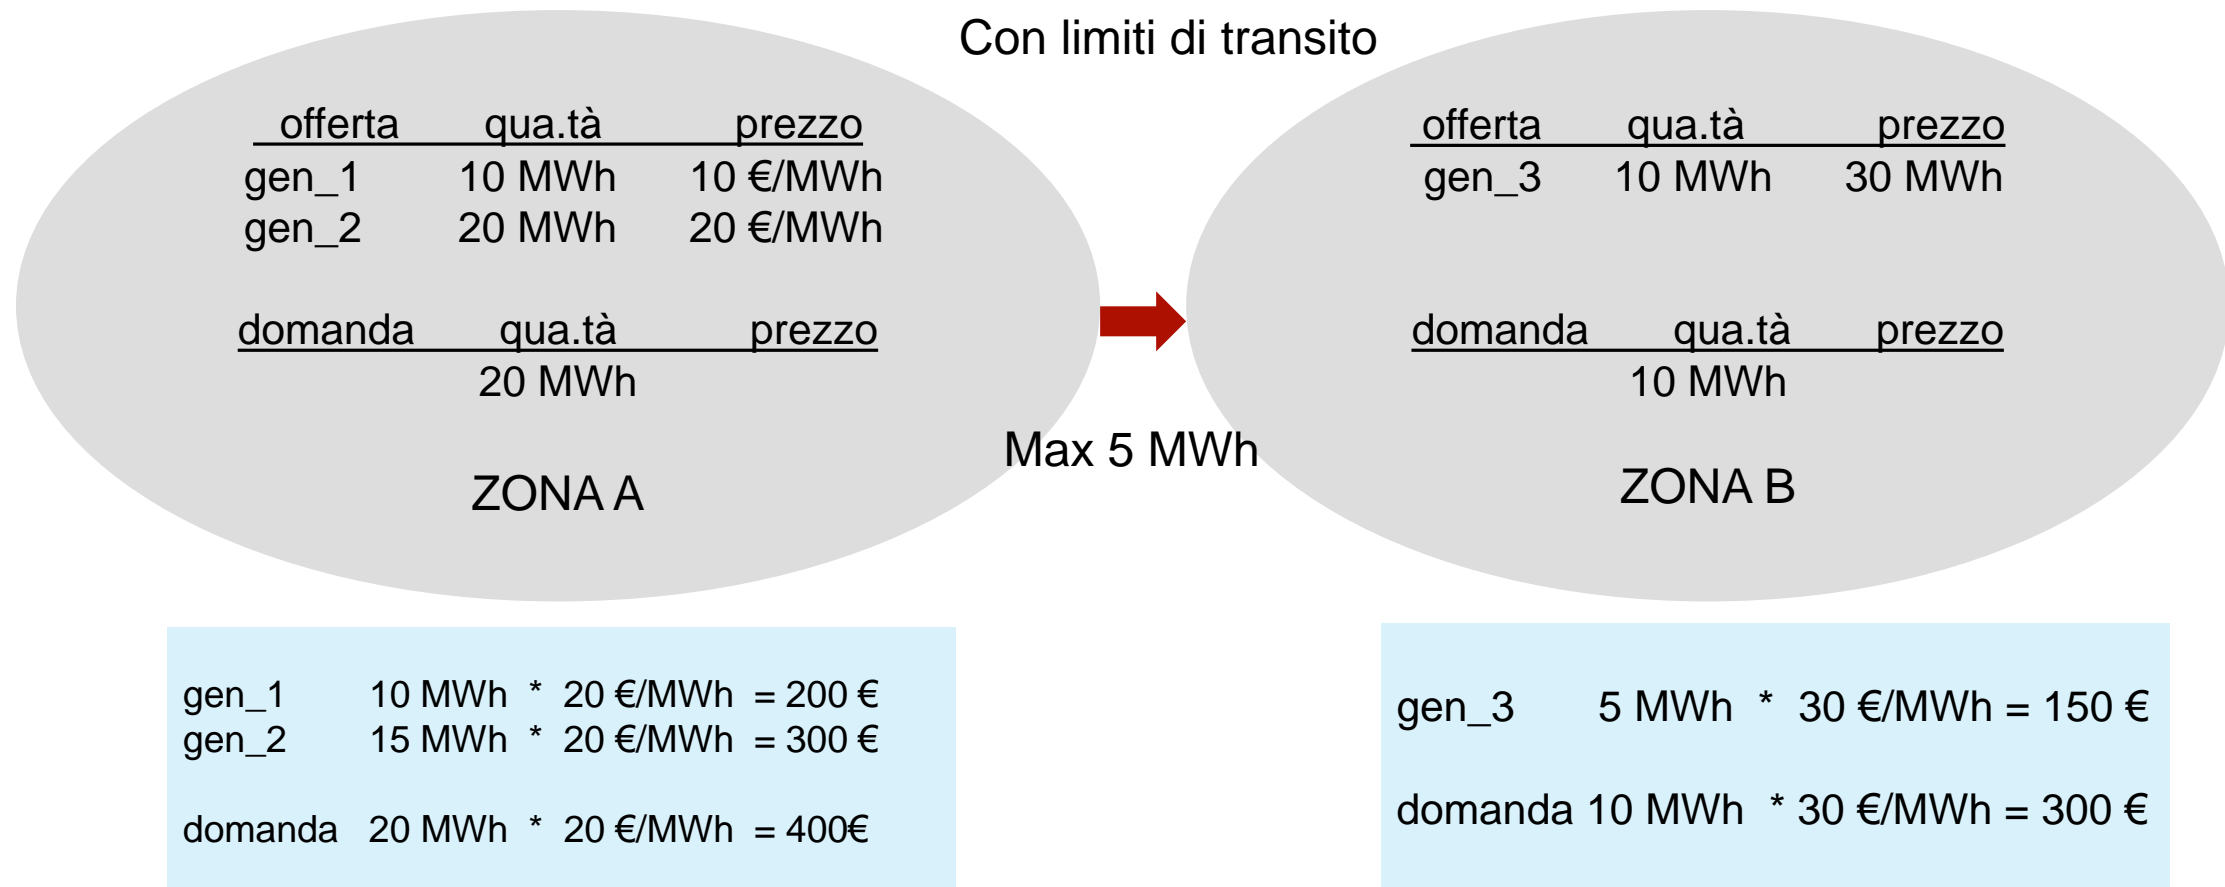 Con limiti di transito
offerta qua.tà prezzo
gen_1 10 MWh 10 €/MWh
gen_2 20 MWh 20 €/MWh
domanda qua.tà prezzo
20 MWh
ZONA A
Max 5 MWh
offerta qua.tà prezzo
gen_3 10 MWh 30 MWh
domanda qua.tà prezzo
10 MWh
ZONA B
gen_1 10 MWh * 20 €/MWh = 200 €
gen_2 15 MWh * 20 €/MWh = 300 €
domanda 20 MWh * 20 €/MWh = 400€
gen_3 5 MWh * 30 €/MWh = 150 €
domanda 10 MWh * 30 €/MWh = 300 €